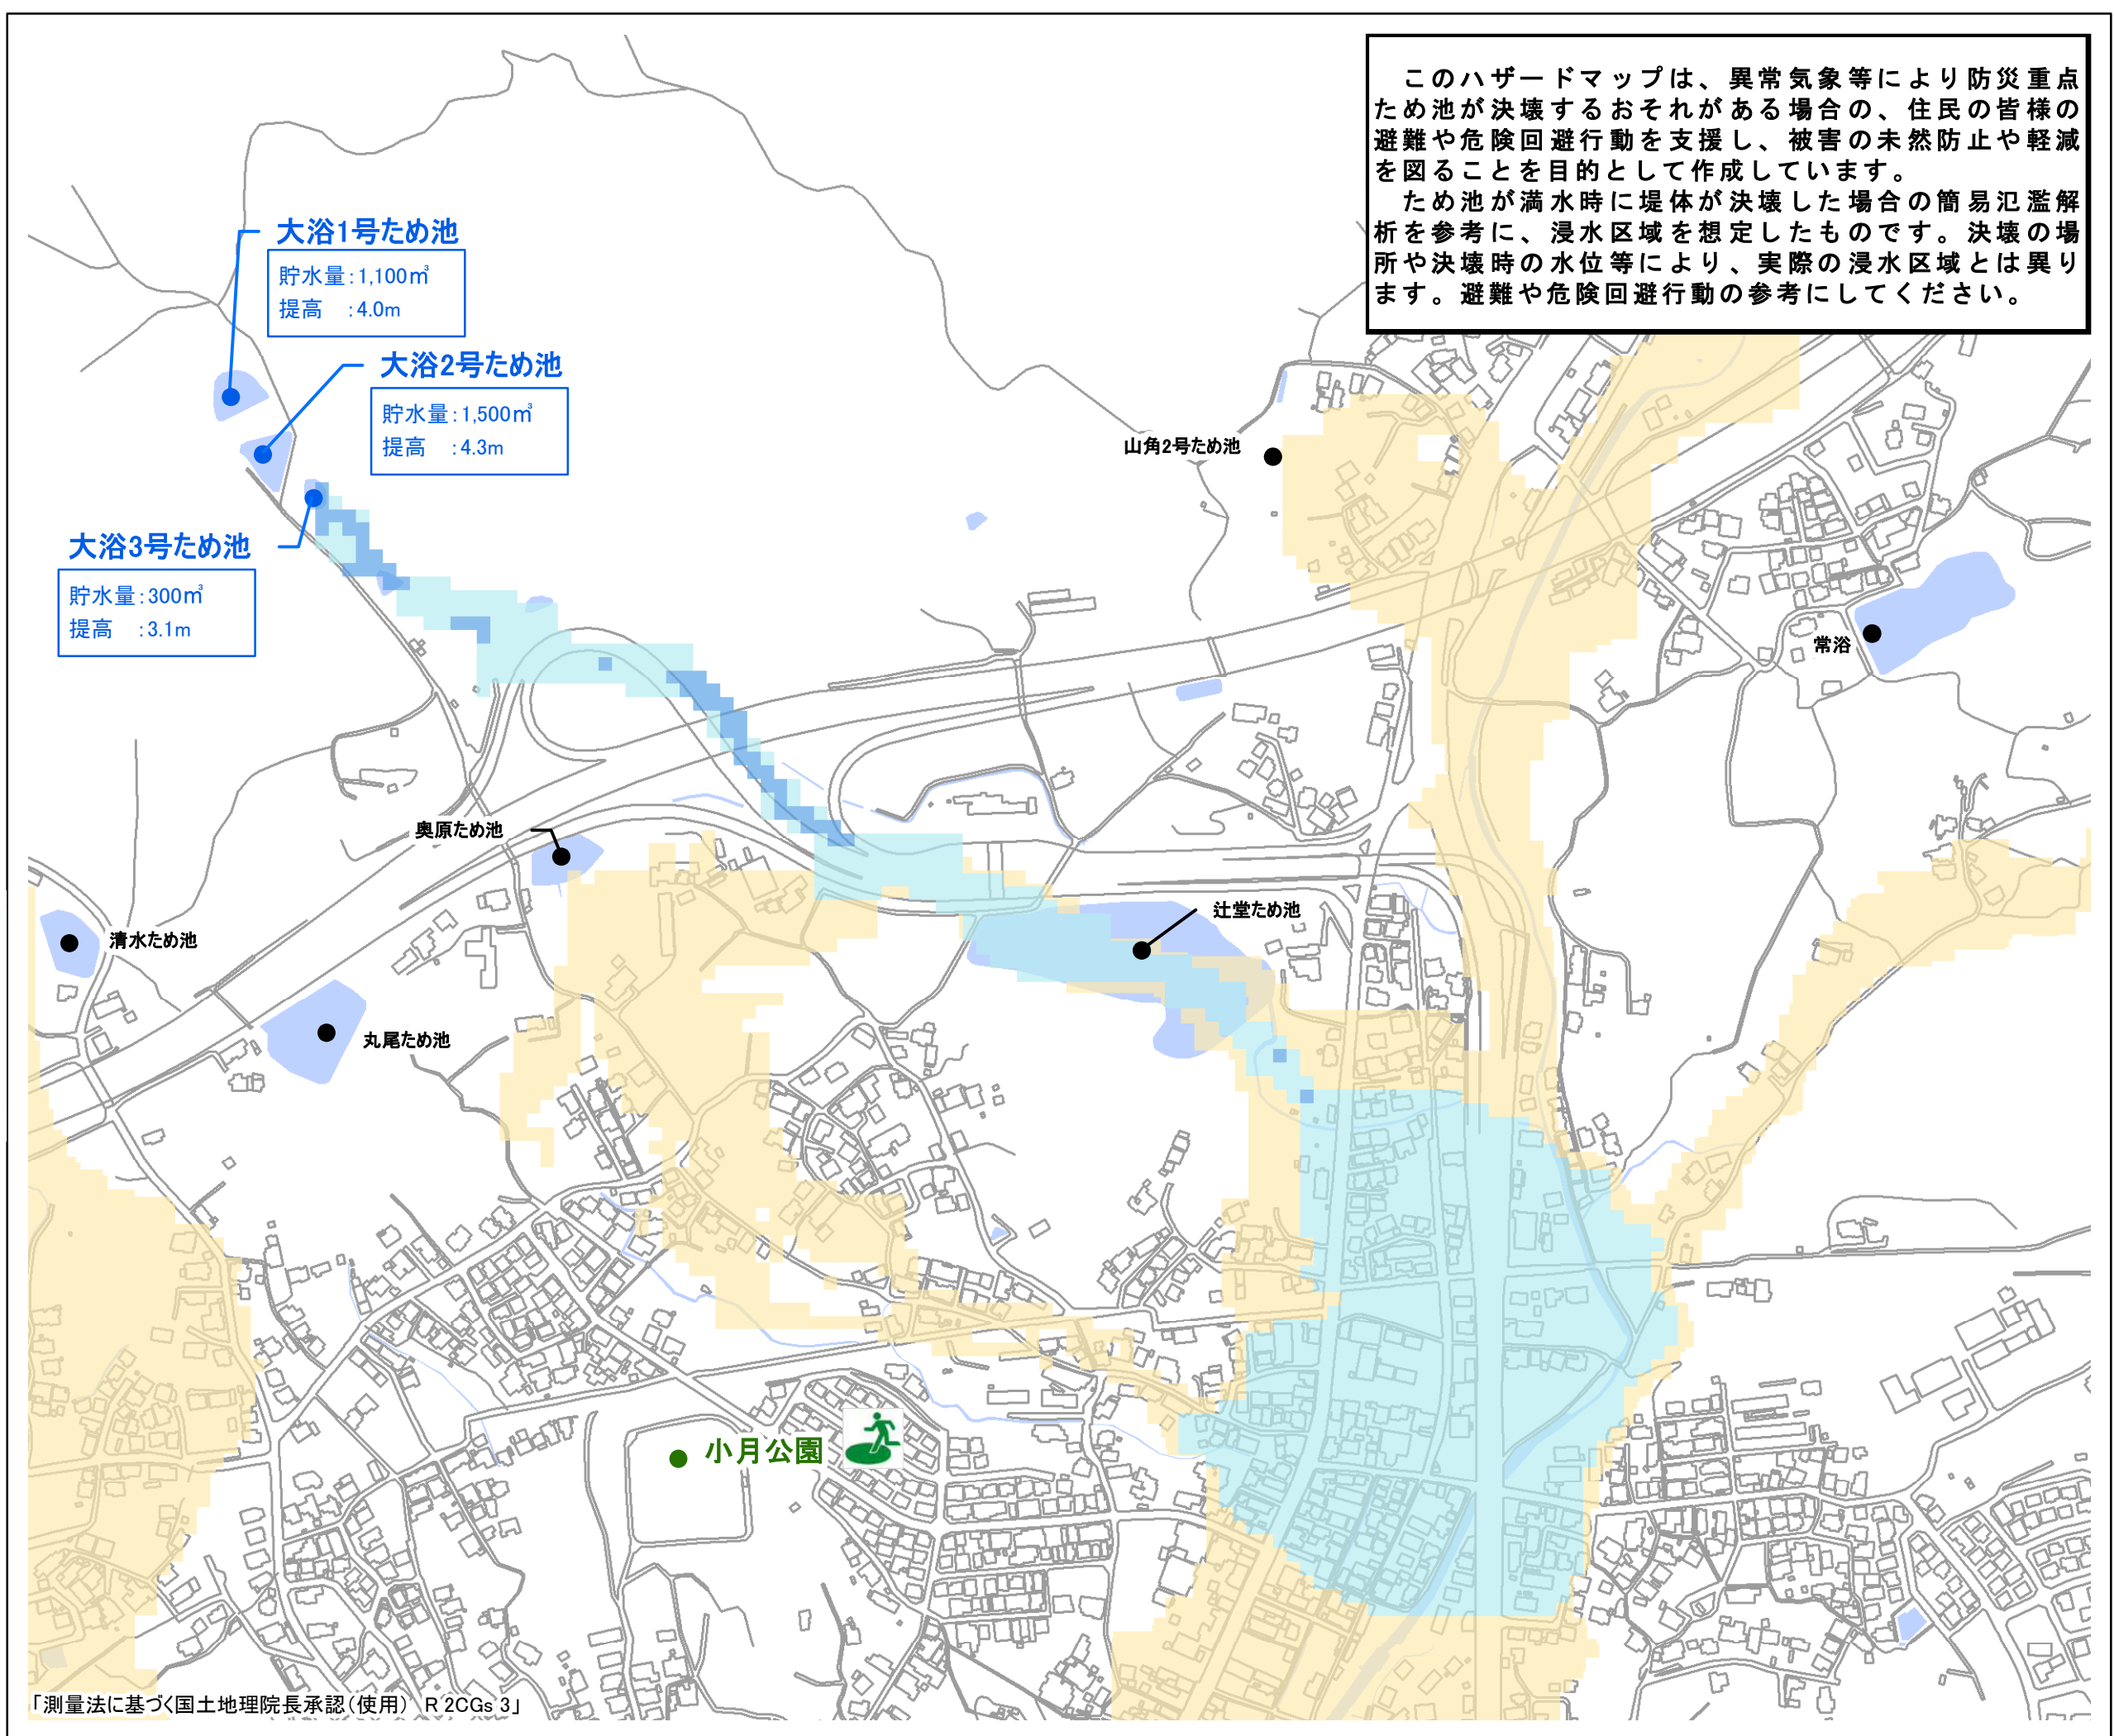 このハザードマップは、異常気象等により防災重点
ため池が決壊するおそれがある場合の、住民の皆様の
避難や危険回避行動を支援し、被害の未然防止や軽減
を図ることを目的として作成しています。
ため池が満水時に堤体が決壊した場合の簡易氾濫解
析を参考に、浸水区域を想定したものです。決壊の場
所や決壊時の水位等により、実際の浸水区域とは異り
ます。避難や危険回避行動の参考にしてください。
大浴1号ため池
貯水量:1,100㎥
提高 :4.0m
大浴2号ため池
貯水量:1,500㎥
提高 :4.3m
山角2号ため池
大浴3号ため池
貯水量:300㎥
提高 :3.1m
常浴
奥原ため池
辻堂ため池
清水ため池
丸尾ため池
小月公園
「測量法に基づく国土地理院長承認(使用) R 2CGs 3」